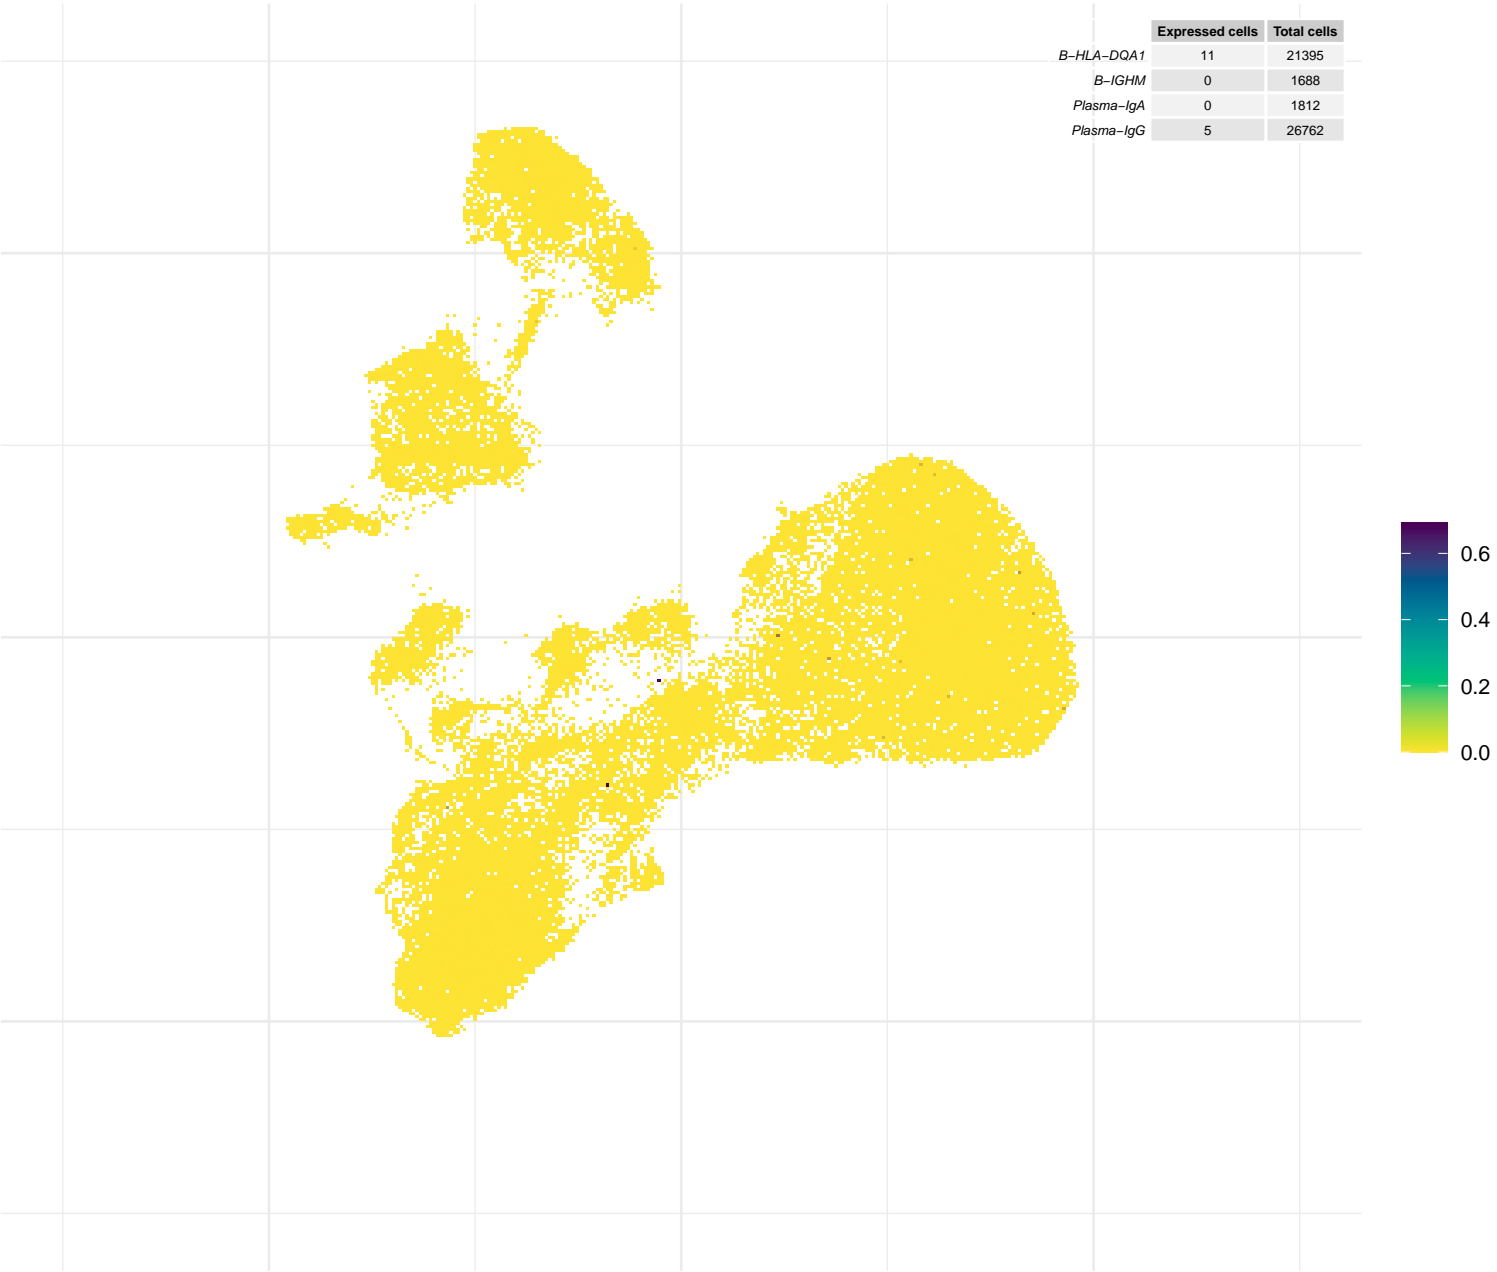 Expressed cells Total cells
B−HLA−DQA1 11 21395
B−IGHM 0 1688
Plasma−IgA 0 1812
Plasma−IgG 5 26762
0.6
0.4
0.2
0.0